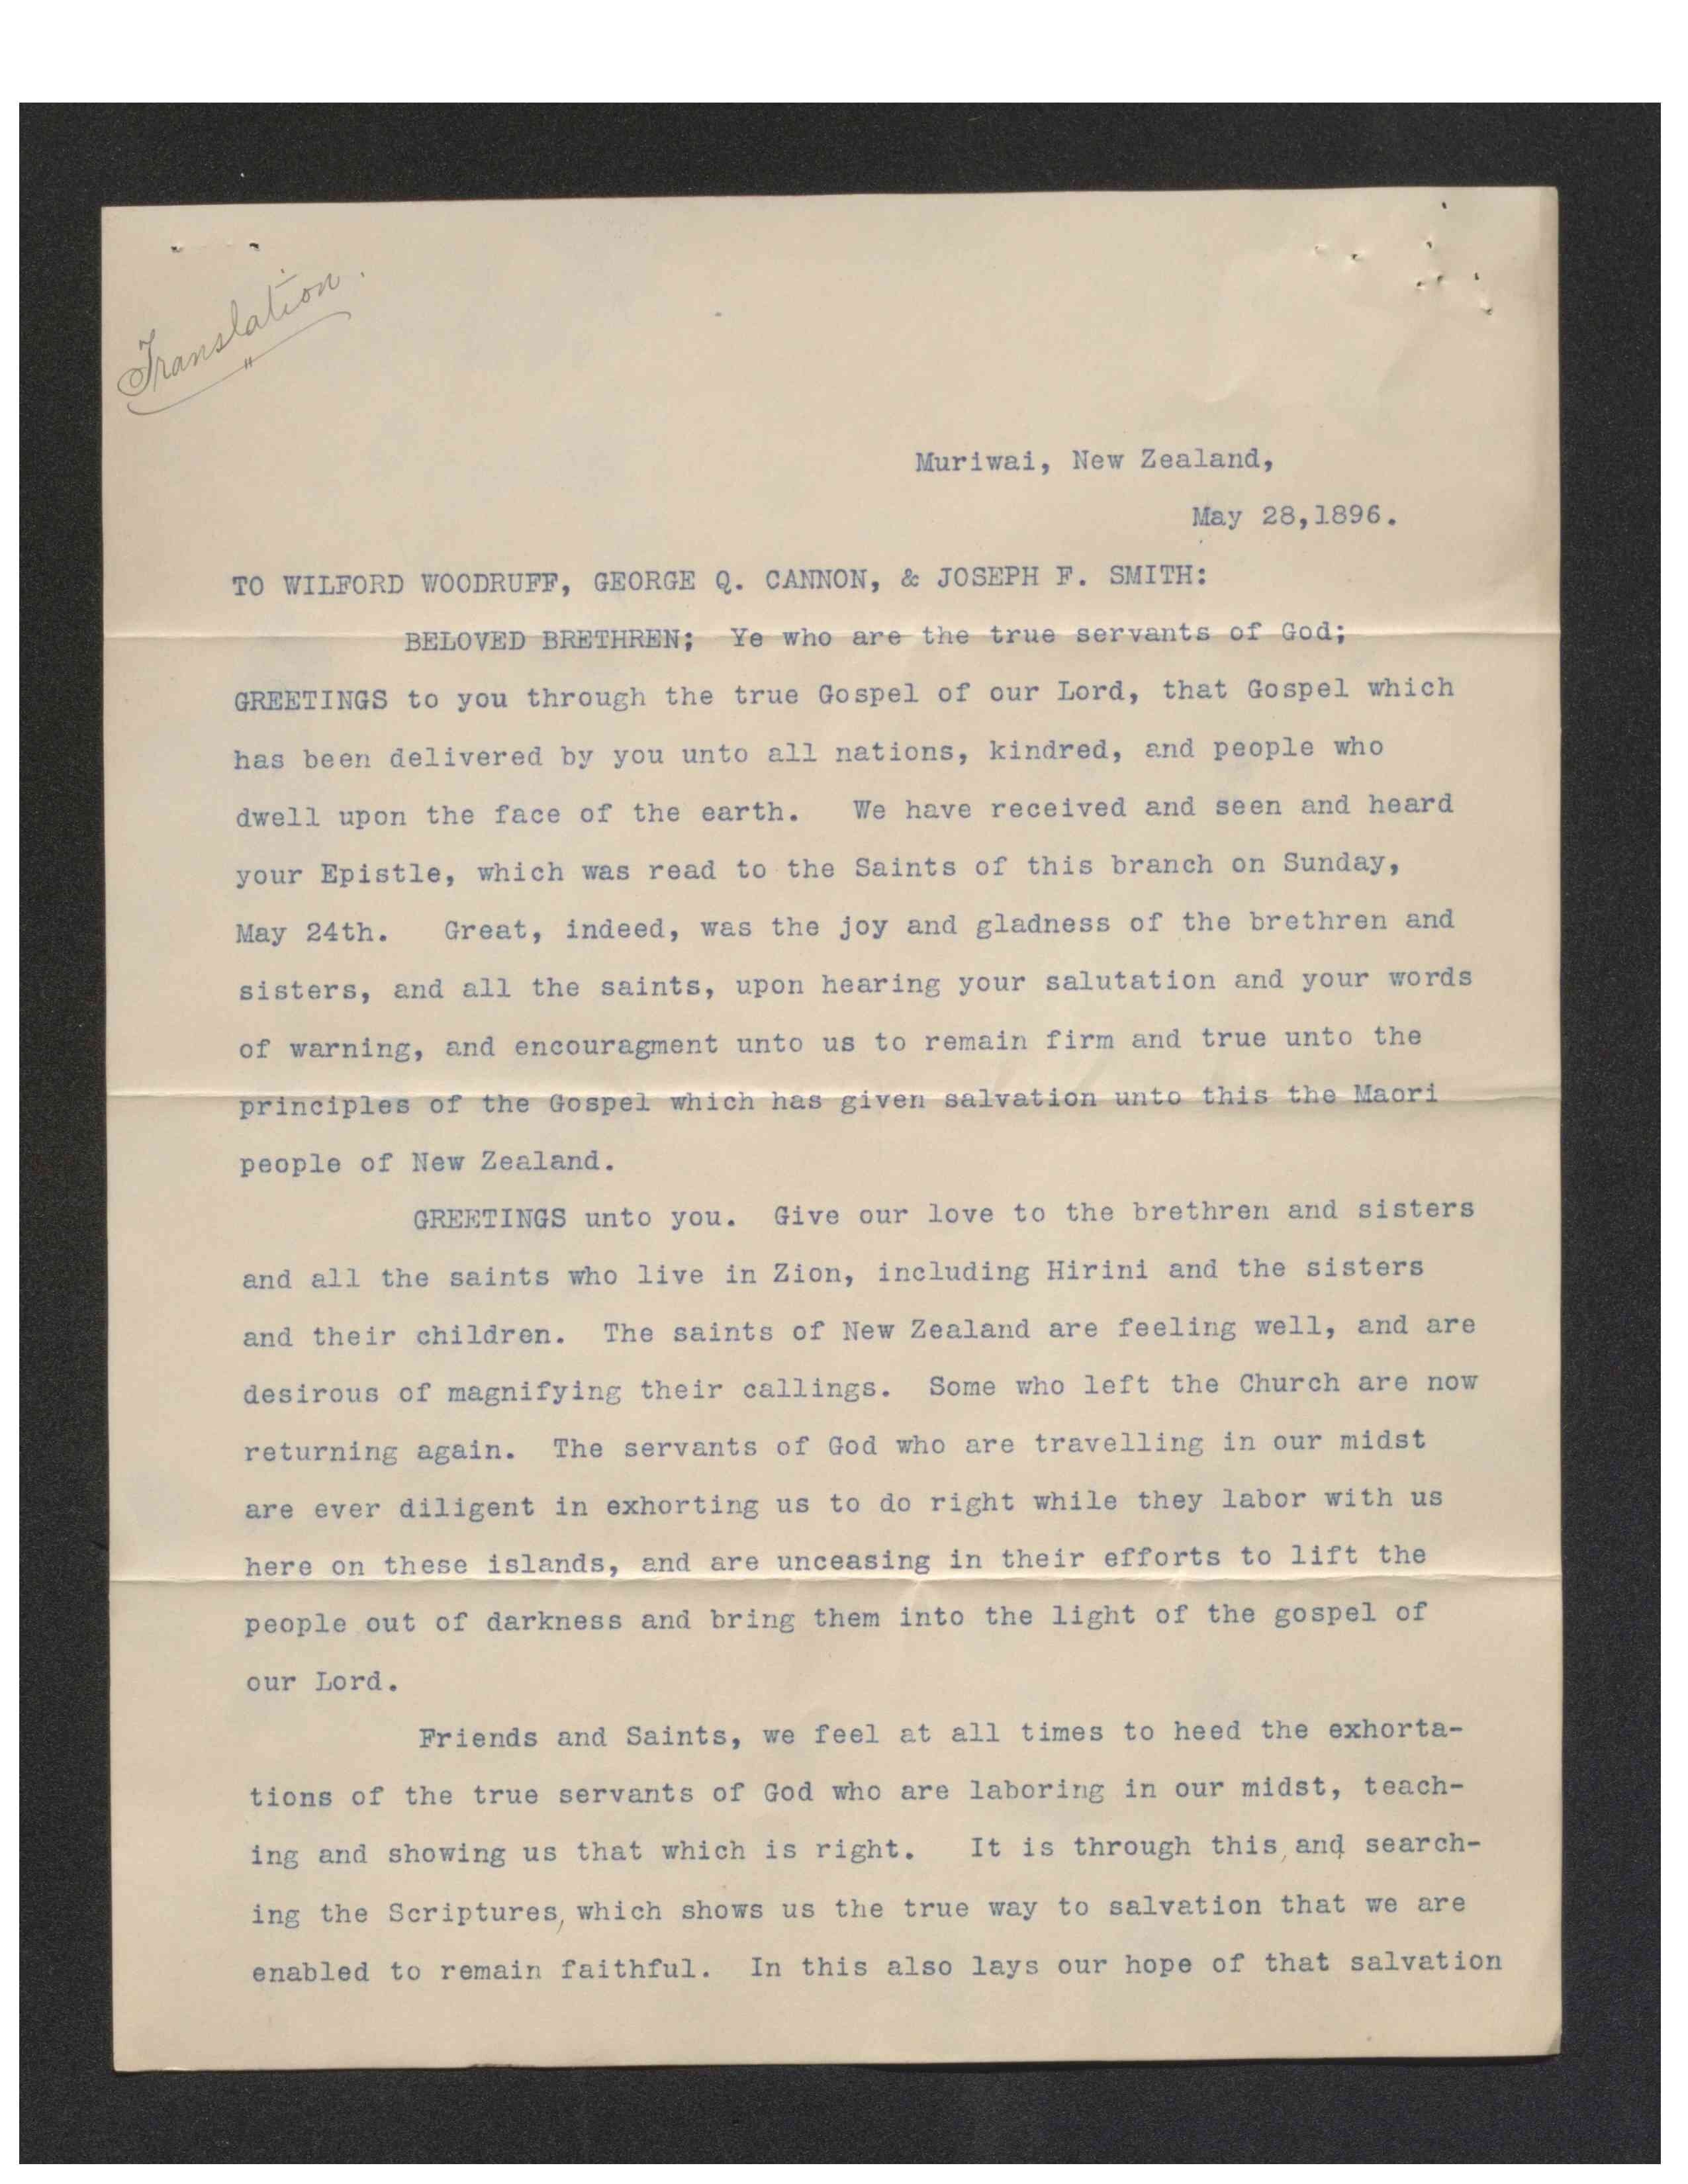 Translation.
Muriwai, New Zealand,
May 28,1896.
TO WILFORD WOODRUFF, GEORGE Q. CANNON, & JOSEPH F. SMITH:
BELOVED BRETHREN; Ye who are the true servants of God;
GREETINGS to you through the true Gospel of our Lord, that Gospel which
has been delivered by you unto all nations, kindred, and people who
dwell upon the face of the earth. We have received and seen and heard
your Epistle, which was read to the Saints of this branch on Sunday,
May 24th. Great, indeed, was the joy and gladness of the brethren and
sisters, and all the saints, upon hearing your salutation and your words
of warning, and encouragment unto us to remain firm and true unto the
principles of the Gospel which has given salvation unto this the Maori
people of New Zealand.
GREETINGS unto you. Give our love to the brethren and sisters
and all the saints who live in Zion, including Hirini and the sisters
and their children. The saints of New Zealand are feeling well, and are
desirous of magnifying their callings. Some who left the Church are now
returning again. The servants of God who are travelling in our midst
are ever diligent in exhorting us to do right while they labor with us
here on these islands, and are unceasing in their efforts to lift the
people out of darkness and bring them into the light of the gospel of
our Lord.
Friends and Saints, we feel at all times to heed the exhorta-
tions of the true servants of God who are laboring in our midst, teach-
ing and showing us that which is right. It is through this, and search-
ing the Scriptures, which shows us the true way to salvation that we are
enabled to remain faithful. In this also lays our hope of that salvation